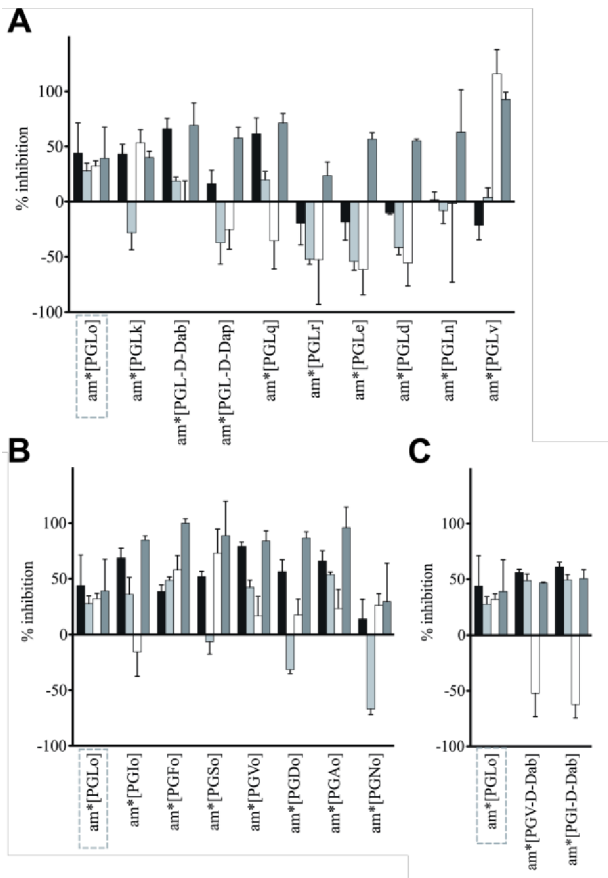 A
% inhibition
100
50
0
-50
-100
am*[PGLo]
am*[PGLk]
am*[PGL-D-Dab]
am*[PGL-D-Dap]
am*[PGLq]
am*[PGLr]
am*[PGLe]
am*[PGLd]
am*[PGLn]
am*[PGLv]
B
% inhibition
100
50
0
-50
-100
am*[PGLo]
am*[PGIo]
am*[PGFo]
am*[PGSo]
am*[PGVo]
am*[PGDo]
am*[PGAo]
am*[PGNo]
C
% inhibition
100
50
0
-50
-100
am*[PGLo]
am*[PGV-D-Dab]
am*[PGI-D-Dab]